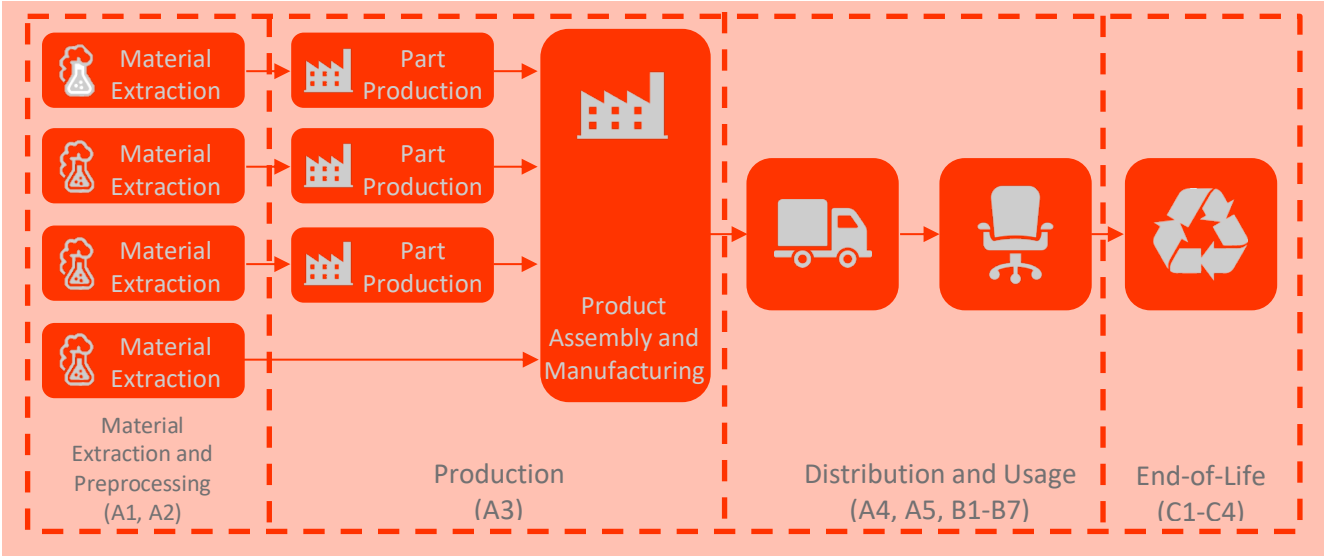 Material
Extraction
Part
Production
Material
Extraction
Part
Production
Material
Extraction
Part
Production
Material
Extraction
Product
Assembly and
Manufacturing
Material
Extraction and
Preprocessing
(A1, A2)
Production
(A3)
Distribution and Usage
(A4, A5, B1-B7)
End-of-Life
(C1-C4)